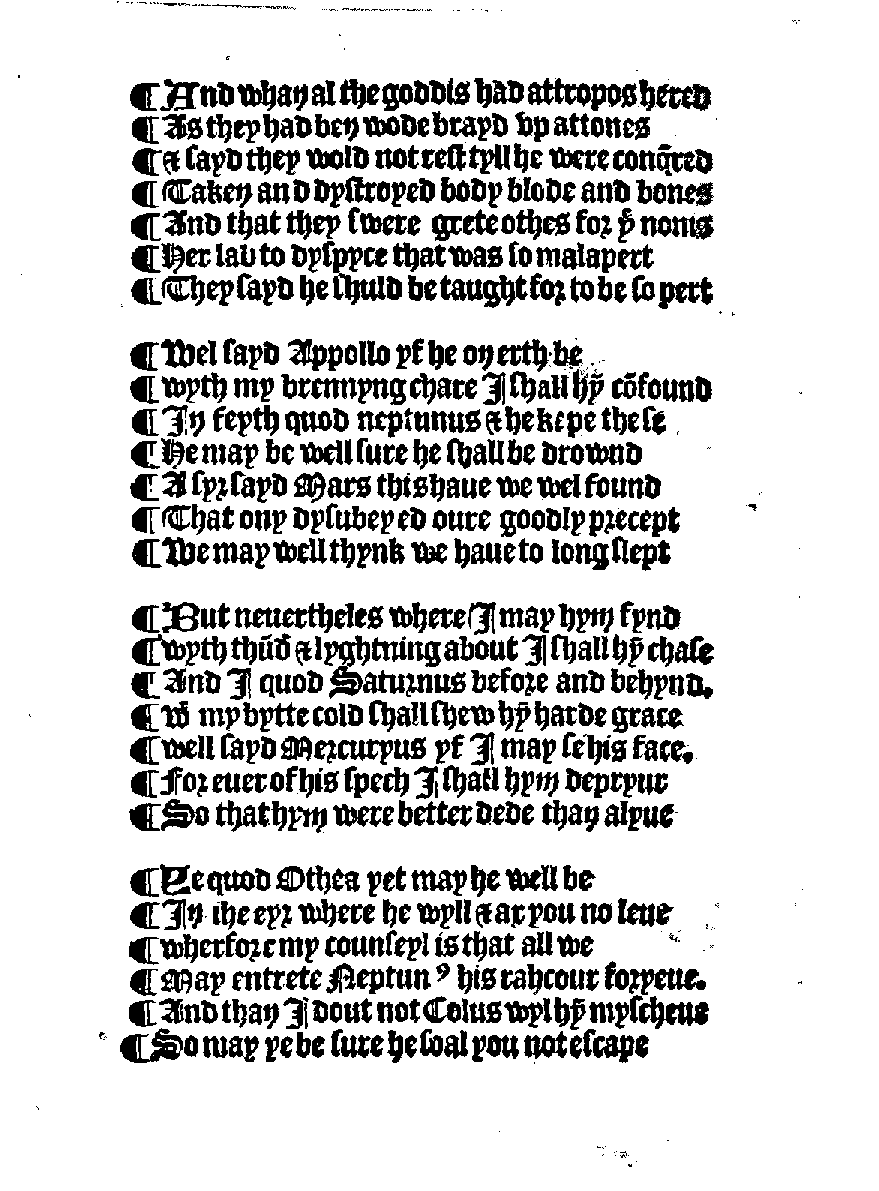 ¶ And whan al the goddis had attropos hered
¶ As they had ben wode brayd vp attones
¶ & sayd they wold not rest tyll he were conq̄red
¶ Taken and dystroyed body blode and bones
¶ And that they swere grete othes for yͤ noms
¶ Her lau to dyspyce that was so malapert
¶ They sayd he shuld be taught for to be so pert

¶ Wel sayd Appollo yf he on erth be
¶ wyth my brennyng chare I shall hȳ cōfound
¶ In feyth quod neptunus & he kepe the se
¶ He may be well sure he shall be drownd
¶ A syr sayd Mars this haue we wel found
¶ That ony dysubeyed oure goodly precept
¶ We may well thynk we haue to long slept

¶ But neuertheles where I may hym fynd
¶ wyth thūd̄ & lyghtning about I shall hȳ chase
¶ And I quod Saturnus before and behynd.
¶ Wͭ my bytte cold shall shew hȳ harde grace
¶ well sayd Mercuryus yf I may se his face.
¶ For euer of his spech I shall hym depryur
¶ So that hym were better dede than alyue

¶ Ye quod Othea yet may he well be
¶ In the eyr where he wyll & ax you no leue
¶ wherfore my counseyl is that all we
¶ May entrete Neptunꝰ his rahcour foryeue.
¶ And than I dout not Colus wyl hȳ myscheue
¶ So may ye be sure he soal you not escape